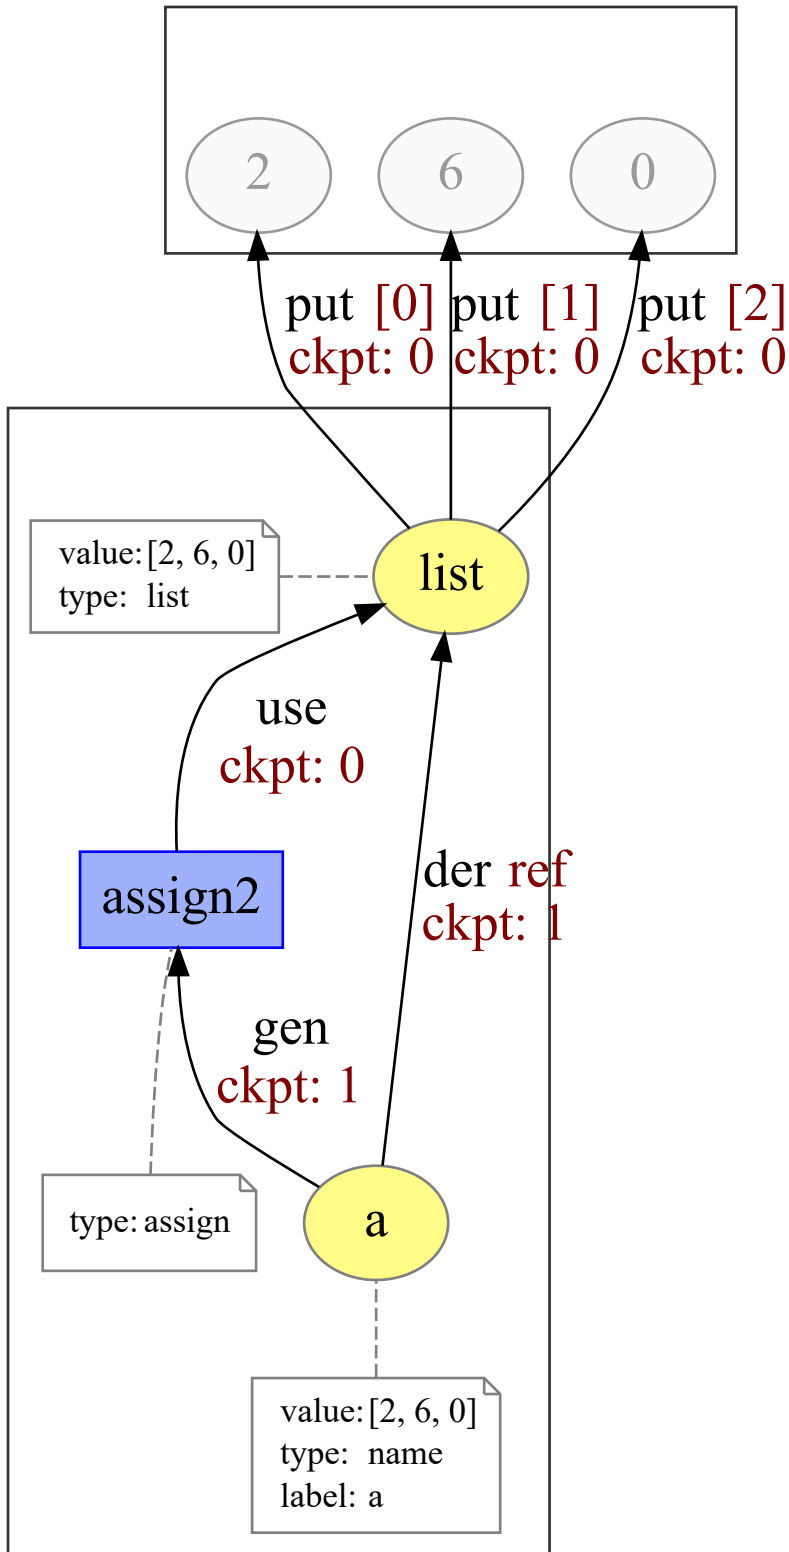 2 6 0
put [0] put [1] put [2]
ckpt: 0 ckpt: 0 ckpt: 0
value: [2, 6, 0]
type: list
list
use
ckpt: 0
assign2
der ref
ckpt: 1
gen
ckpt: 1
type: assign
a
value: [2, 6, 0]
type: name
label: a